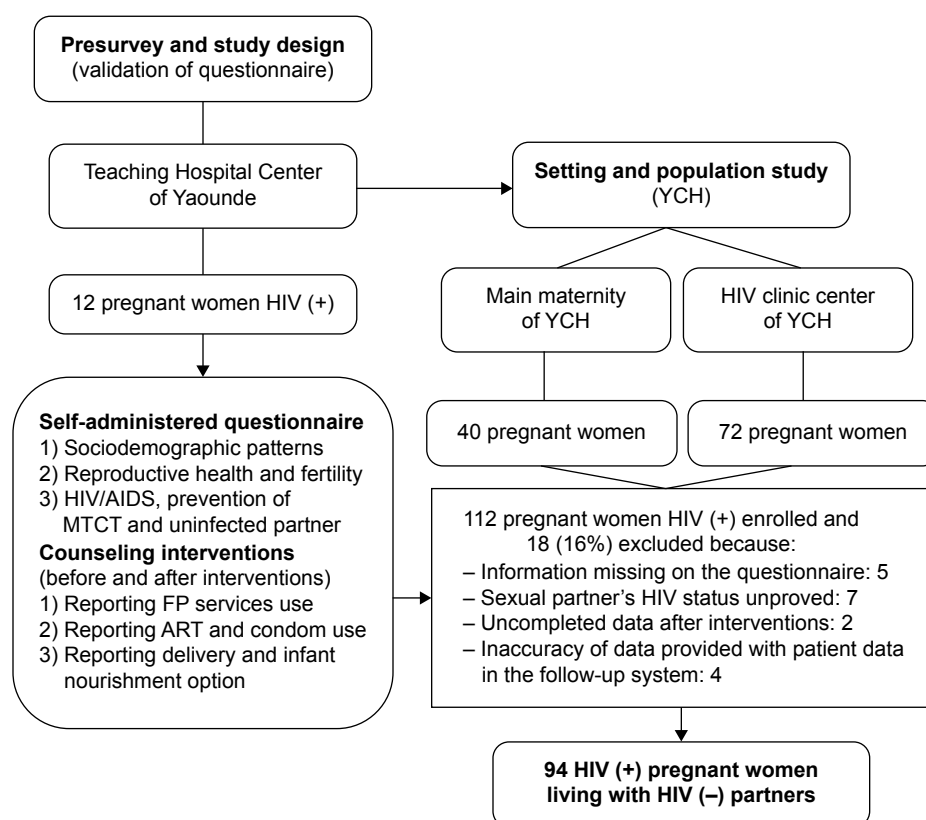 Presurvey and study design
(validation of questionnaire)
Teaching Hospital Center
of Yaounde
12 pregnant women HIV (+)
Self-administered questionnaire
1) Sociodemographic patterns
2) Reproductive health and fertility
3) HIV/AIDS, prevention of
MTCT and uninfected partner
Counseling interventions
(before and after interventions)
1) Reporting FP services use
2) Reporting ART and condom use
3) Reporting delivery and infant
nourishment option
Setting and population study
(YCH)
Main maternity
of YCH
HIV clinic center
of YCH
40 pregnant women
72 pregnant women
112 pregnant women HIV (+) enrolled and
18 (16%) excluded because:
– Information missing on the questionnaire: 5
– Sexual partner’s HIV status unproved: 7
– Uncompleted data after interventions: 2
– Inaccuracy of data provided with patient data
in the follow-up system: 4
94 HIV (+) pregnant women
living with HIV (–) partners